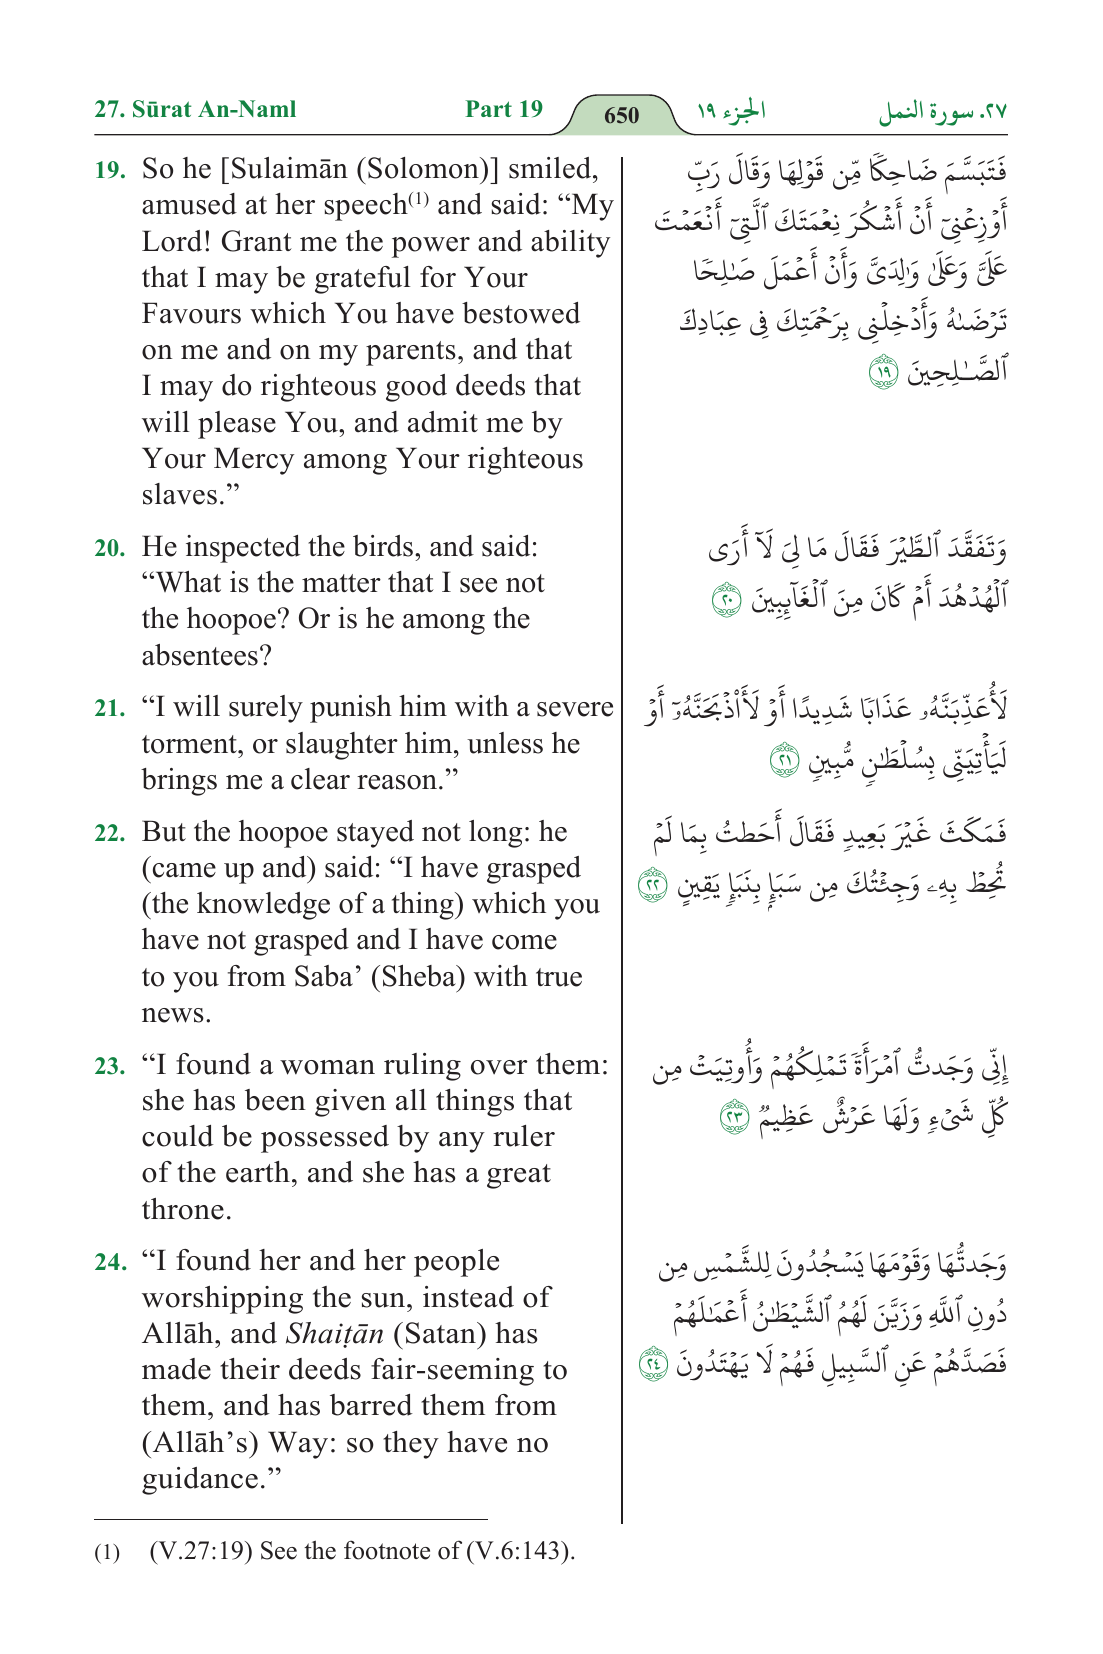 27. Sūrat An-Naml Part 19 650 الجزء ١٩ ٢٧. سورة النمل
19. So he [Sulaimān (Solomon)] smiled,
amused at her speech(1) and said: “My
Lord! Grant me the power and ability
that I may be grateful for Your
Favours which You have bestowed
on me and on my parents, and that
I may do righteous good deeds that
will please You, and admit me by
Your Mercy among Your righteous
slaves.”
فَتَبَسَّمَ ضَاحِكٗا مِّن قَوۡلِهَا وَقَالَ رَبِّ
أَوۡزِعۡنِيٓ أَنۡ أَشۡكُرَ نِعۡمَتَكَ ٱلَّتِيٓ أَنۡعَمۡتَ
عَلَيَّ وَعَلَىٰ وَٰلِدَيَّ وَأَنۡ أَعۡمَلَ صَٰلِحٗا
تَرۡضَىٰهُ وَأَدۡخِلۡنِي بِرَحۡمَتِكَ فِي عِبَادِكَ
ٱلصَّٰلِحِينَ ١٩
20. He inspected the birds, and said:
“What is the matter that I see not
the hoopoe? Or is he among the
absentees?
وَتَفَقَّدَ ٱلطَّيۡرَ فَقَالَ مَا لِيَ لَآ أَرَى
ٱلۡهُدۡهُدَ أَمۡ كَانَ مِنَ ٱلۡغَآئِبِينَ ٢٠
21. “I will surely punish him with a severe
torment, or slaughter him, unless he
brings me a clear reason.”
لَأُعَذِّبَنَّهُۥ عَذَابٗا شَدِيدًا أَوۡ لَأَاْذۡبَحَنَّهُۥٓ أَوۡ
لَيَأۡتِيَنِّي بِسُلۡطَٰنٖ مُّبِينٖ ٢١
22. But the hoopoe stayed not long: he
(came up and) said: “I have grasped
(the knowledge of a thing) which you
have not grasped and I have come
to you from Saba’ (Sheba) with true
news.
فَمَكَثَ غَيۡرَ بَعِيدٖ فَقَالَ أَحَطتُ بِمَا لَمۡ
تُحِطۡ بِهِۦ وَجِئۡتُكَ مِن سَبَإِۭ بِنَبَإٖ يَقِينٍ ٢٢
23. “I found a woman ruling over them:
she has been given all things that
could be possessed by any ruler
of the earth, and she has a great
throne.
إِنِّي وَجَدتُّ ٱمۡرَأَةٗ تَمۡلِكُهُمۡ وَأُوتِيَتۡ مِن
كُلِّ شَيۡءٖ وَلَهَا عَرۡشٌ عَظِيمٞ ٢٣
24. “I found her and her people
worshipping the sun, instead of
Allāh, and Shaiṭān (Satan) has
made their deeds fair-seeming to
them, and has barred them from
(Allāh’s) Way: so they have no
guidance.”
وَجَدتُّهَا وَقَوۡمَهَا يَسۡجُدُونَ لِلشَّمۡسِ مِن
دُونِ ٱللَّهِ وَزَيَّنَ لَهُمُ ٱلشَّيۡطَٰنُ أَعۡمَٰلَهُمۡ
فَصَدَّهُمۡ عَنِ ٱلسَّبِيلِ فَهُمۡ لَا يَهۡتَدُونَ ٢٤
(1) (V.27:19) See the footnote of (V.6:143).